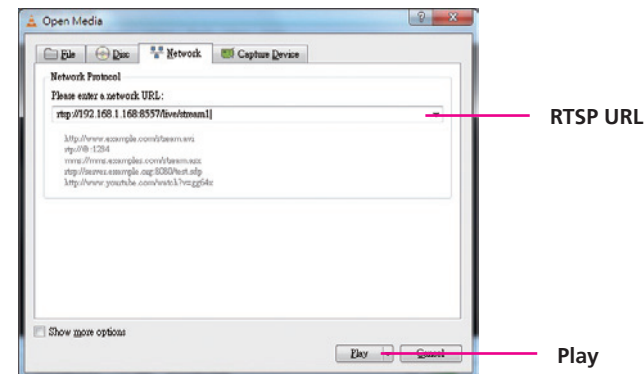 Open Media
File Disc Network Capture Device
Network Protocol
Please enter a network URL:
rtsp://192.168.1.168:8557/live/stream1
RTSP URL
http://www.example.com/stream.avi
rtp://@:1234
mms://mms.examples.com/stream.asx
rtsp://server.example.org:8080/test.sdp
http://www.youtube.com/watch?v=gg64x
Show more options
Play Cancel
Play